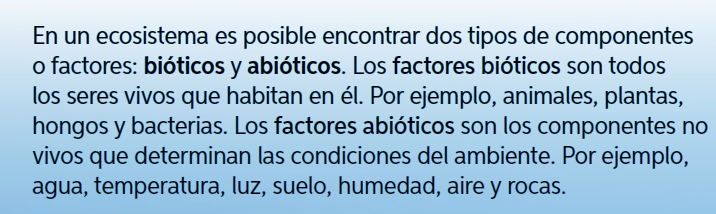 En un ecosistema es posible encontrar dos tipos de componentes
o factores: bióticos y abióticos. Los factores bióticos son todos
los seres vivos que habitan en él. Por ejemplo, animales, plantas,
hongos y bacterias. Los factores abióticos son los componentes no
vivos que determinan las condiciones del ambiente. Por ejemplo,
agua, temperatura, luz, suelo, humedad, aire y rocas.